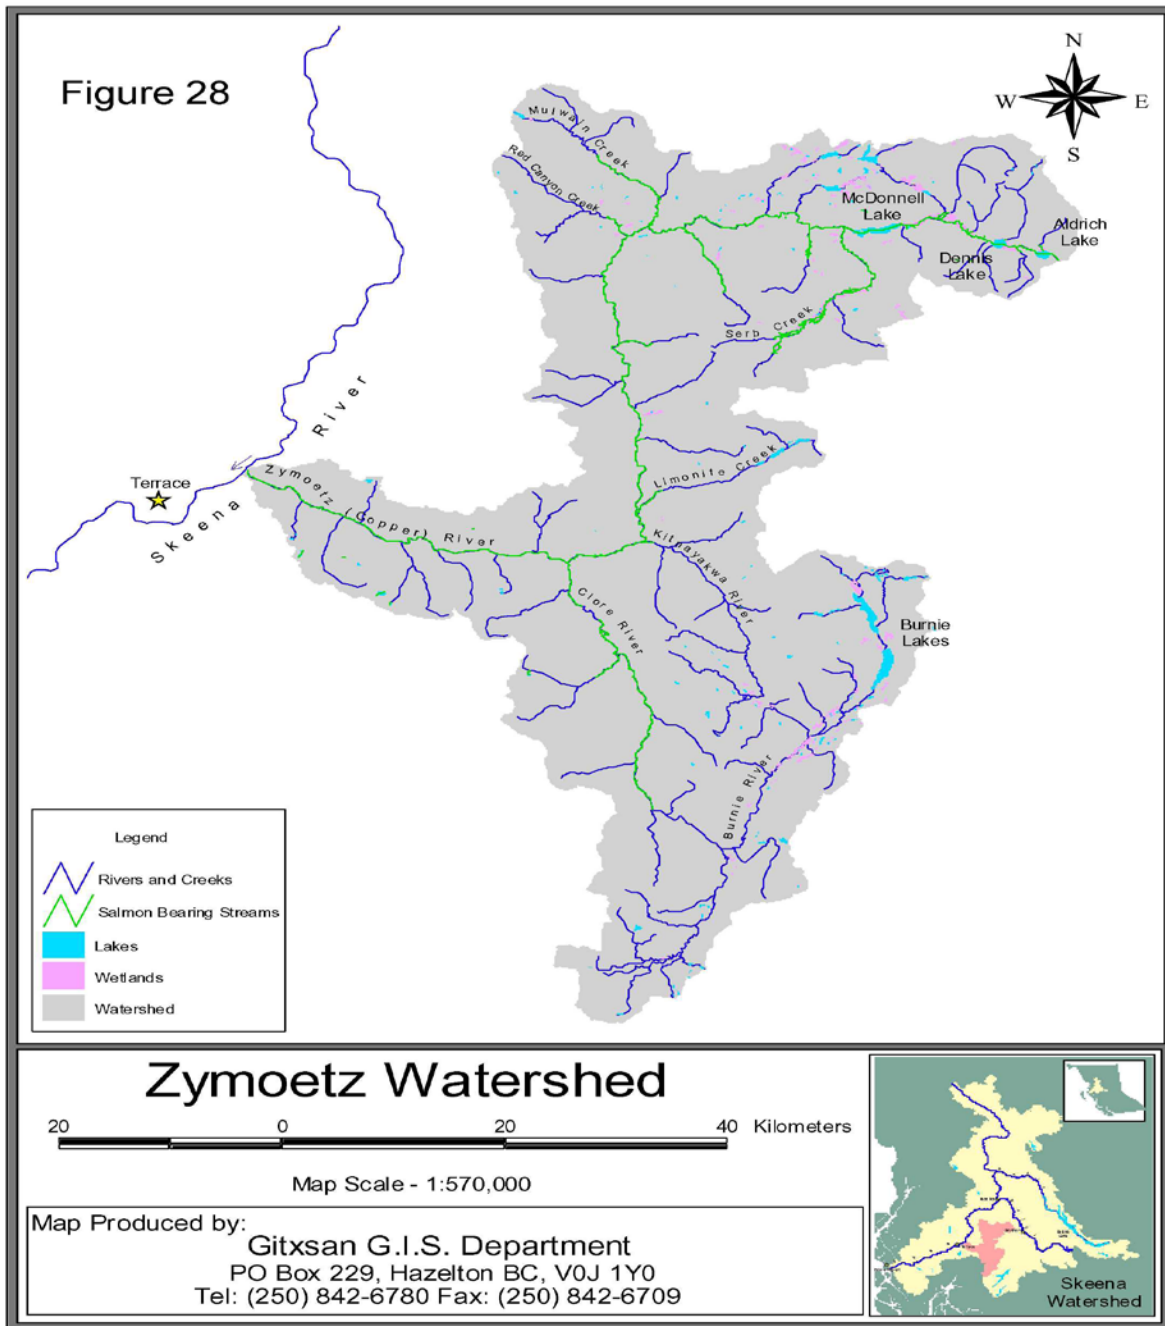 Figure 28
N
W E
S
Mulwain Creek
Red Canyon Creek
McDonnell
Lake
Aldrich
Lake
Dennis
Lake
Serb Creek
Skeena River
Terrace
Zymoetz (Copper) River
Limonite Creek
Kitnayakwa River
Clore River
Burnie
Lakes
Burnie River
Legend
Rivers and Creeks
Salmon Bearing Streams
Lakes
Wetlands
Watershed
Zymoetz Watershed
20 0 20 40 Kilometers
Map Scale - 1:570,000
Map Produced by:
Gitxsan G.I.S. Department
PO Box 229, Hazelton BC, V0J 1Y0
Tel: (250) 842-6780 Fax: (250) 842-6709
Skeena
Watershed